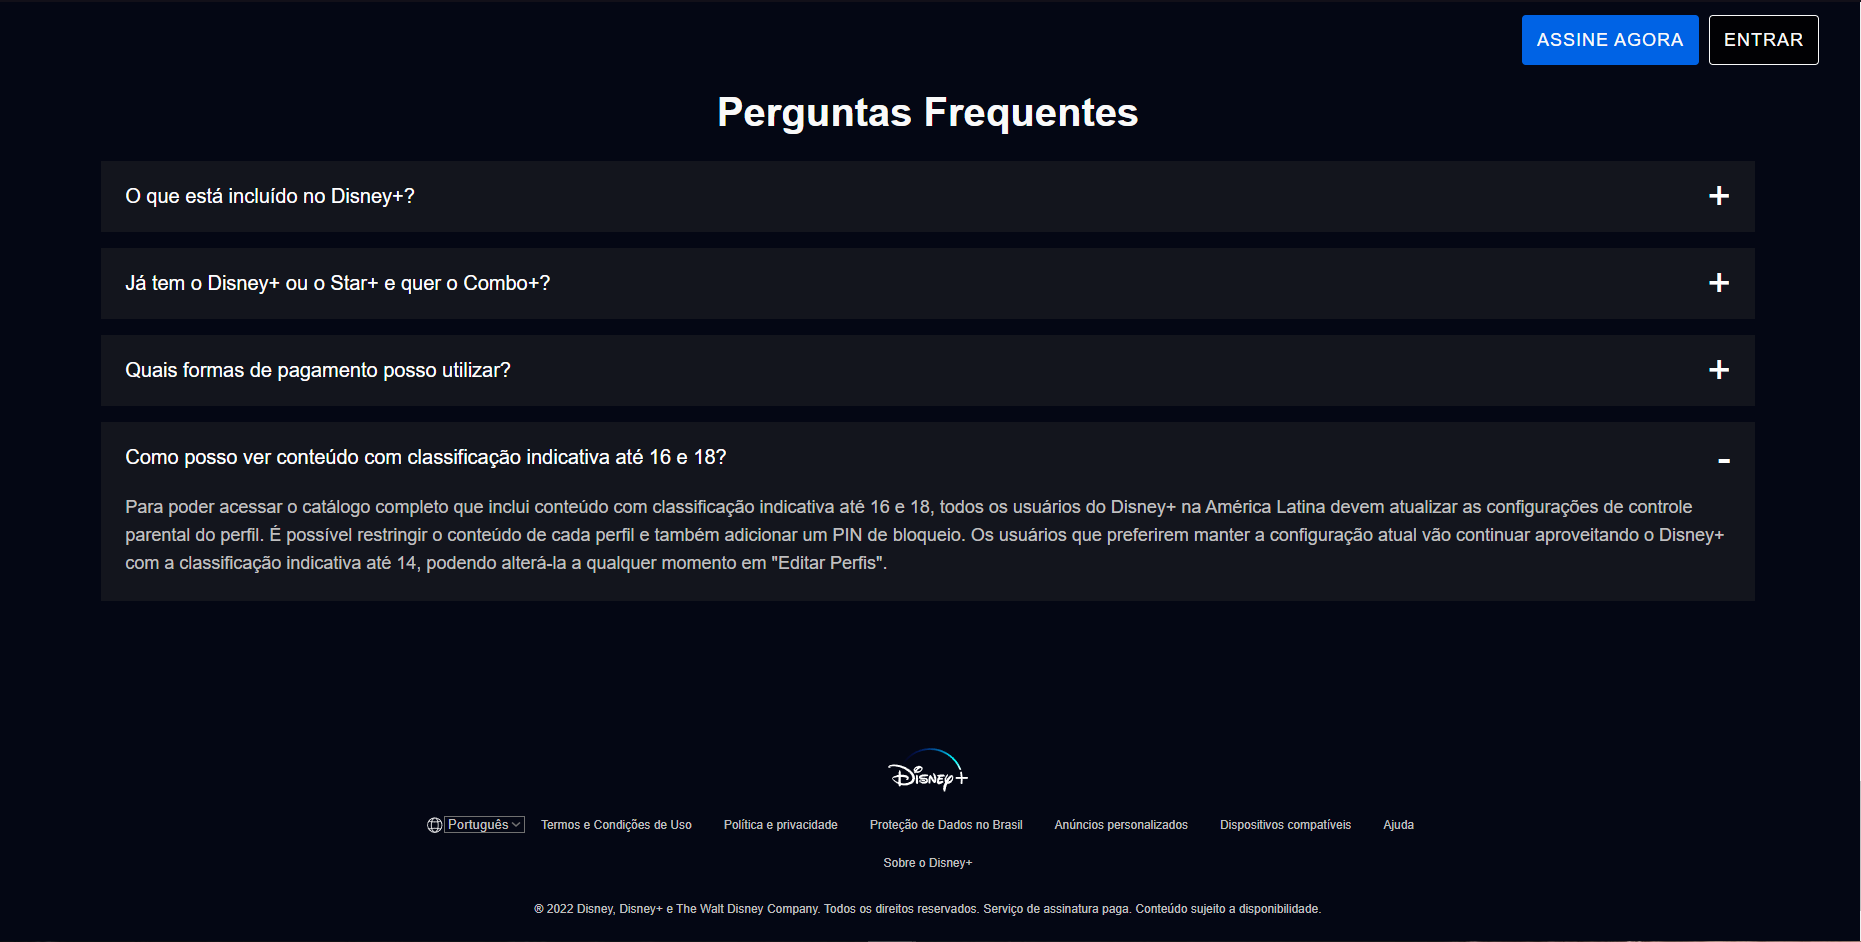 ASSINE AGORA
ENTRAR
Perguntas Frequentes
O que está incluído no Disney+?
+
Já tem o Disney+ ou o Star+ e quer o Combo+?
+
Quais formas de pagamento posso utilizar?
+
Como posso ver conteúdo com classificação indicativa até 16 e 18?
-
Para poder acessar o catálogo completo que inclui conteúdo com classificação indicativa até 16 e 18, todos os usuários do Disney+ na América Latina devem atualizar as configurações de controle
parental do perfil. É possível restringir o conteúdo de cada perfil e também adicionar um PIN de bloqueio. Os usuários que preferirem manter a configuração atual vão continuar aproveitando o Disney+
com a classificação indicativa até 14, podendo alterá-la a qualquer momento em "Editar Perfis".
Disney+
Português
Termos e Condições de Uso
Política e privacidade
Proteção de Dados no Brasil
Anúncios personalizados
Dispositivos compatíveis
Ajuda
Sobre o Disney+
® 2022 Disney, Disney+ e The Walt Disney Company. Todos os direitos reservados. Serviço de assinatura paga. Conteúdo sujeito a disponibilidade.